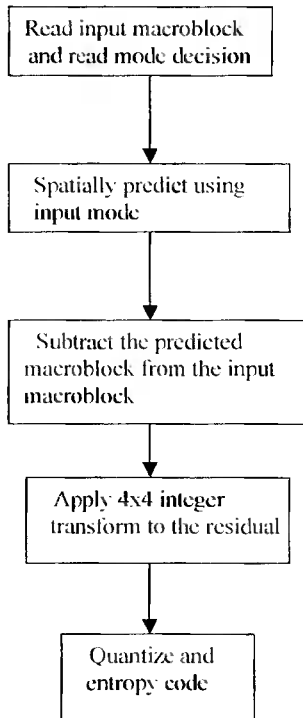 Read input macroblock
and read mode decision
Spatially predict using
input mode
Subtract the predicted
macroblock from the input
macroblock
Apply 4x4 integer
transform to the residual
Quantize and
entropy code